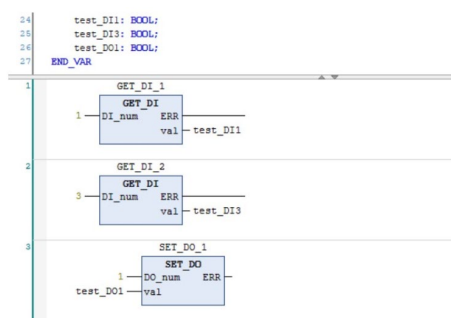 24 test_DI1: BOOL;
25 test_DI3: BOOL;
26 test_DO1: BOOL;
27 END_VAR
1
GET_DI_1
GET_DI
1 DI_num ERR
val test_DI1
2
GET_DI_2
GET_DI
3 DI_num ERR
val test_DI3
3
SET_DO_1
SET_DO
1 DO_num ERR
test_DO1 val